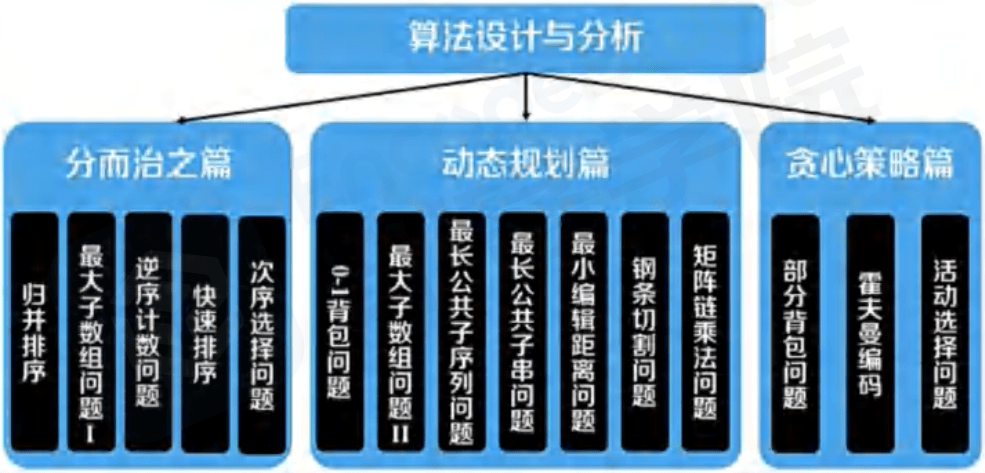 算法设计与分析
分而治之篇
归并排序
最大子数组问题 I
逆序计数问题
快速排序
次序选择问题
动态规划篇
0-1背包问题
最大子数组问题 II
最长公共子序列问题
最长公共子串问题
最小编辑距离问题
钢条切割问题
矩阵链乘法问题
贪心策略篇
部分背包问题
霍夫曼编码
活动选择问题